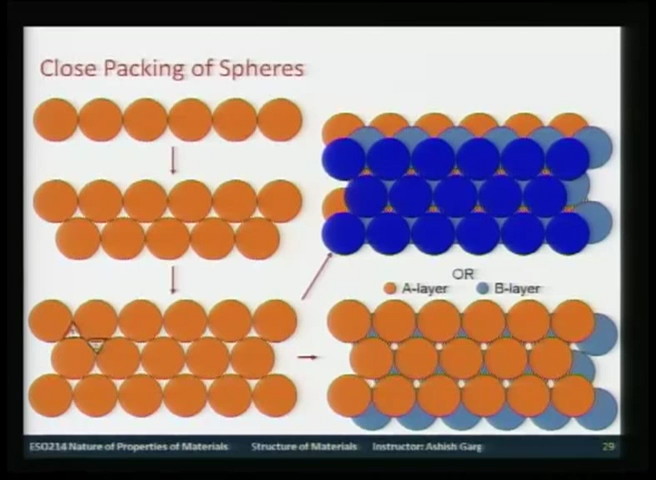 Close Packing of Spheres
OR
A-layer B-layer
ESO214 Nature of Properties of Materials Structure of Materials Instructor: Ashish Garg 29